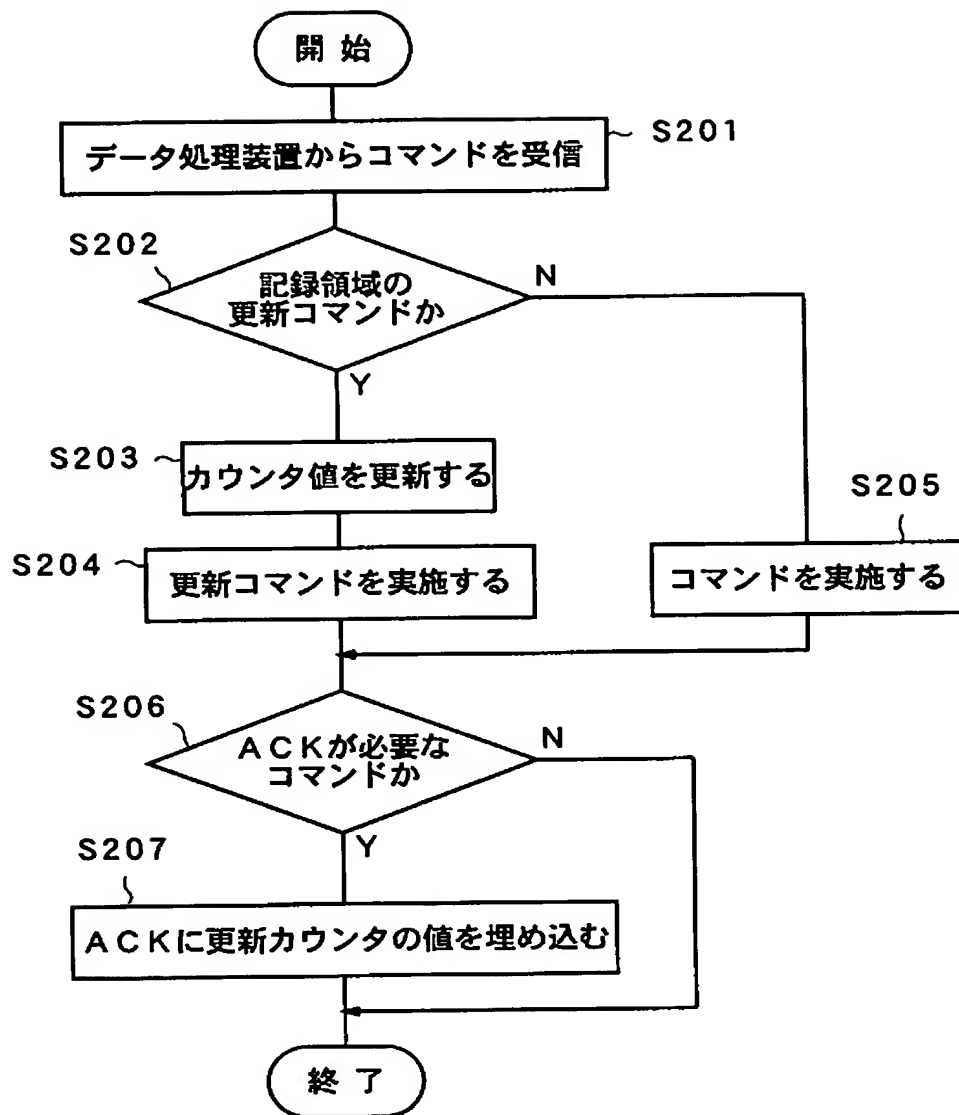 開始
S201
データ処理装置からコマンドを受信
S202
記録領域の
更新コマンドか
N
Y
S203
カウンタ値を更新する
S205
S204
更新コマンドを実施する
コマンドを実施する
S206
ACKが必要な
コマンドか
N
Y
S207
ACKに更新カウンタの値を埋め込む
終了